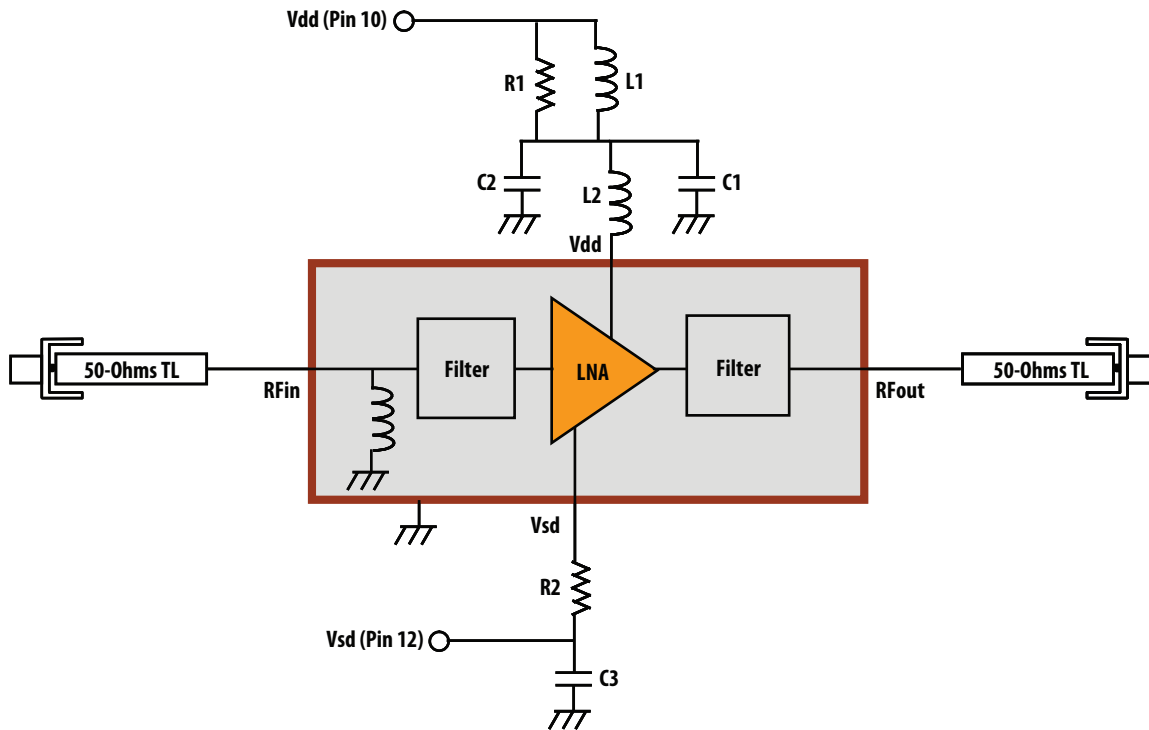 Vdd (Pin 10)
R1
L1
C2
L2
C1
Vdd
50-Ohms TL
RFin
Filter
LNA
Filter
RFout
50-Ohms TL
Vsd
R2
Vsd (Pin 12)
C3